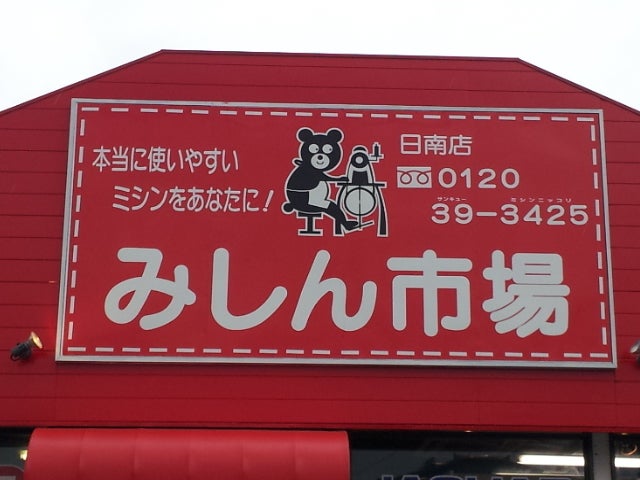 本当に使いやすい
ミシンをあなたに!
日南店
0120
サンキュー ミシンニッコリ
39-3425
みしん市場